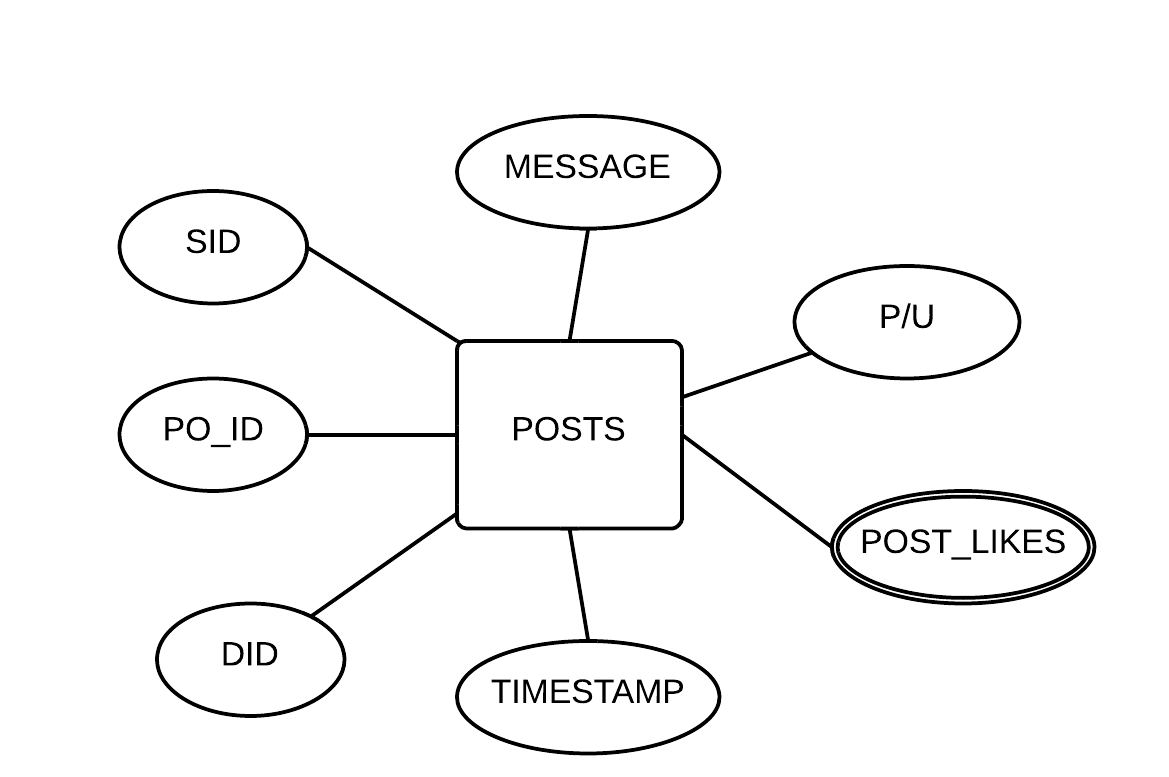 MESSAGE
SID
P/U
PO_ID
POSTS
POST_LIKES
DID
TIMESTAMP